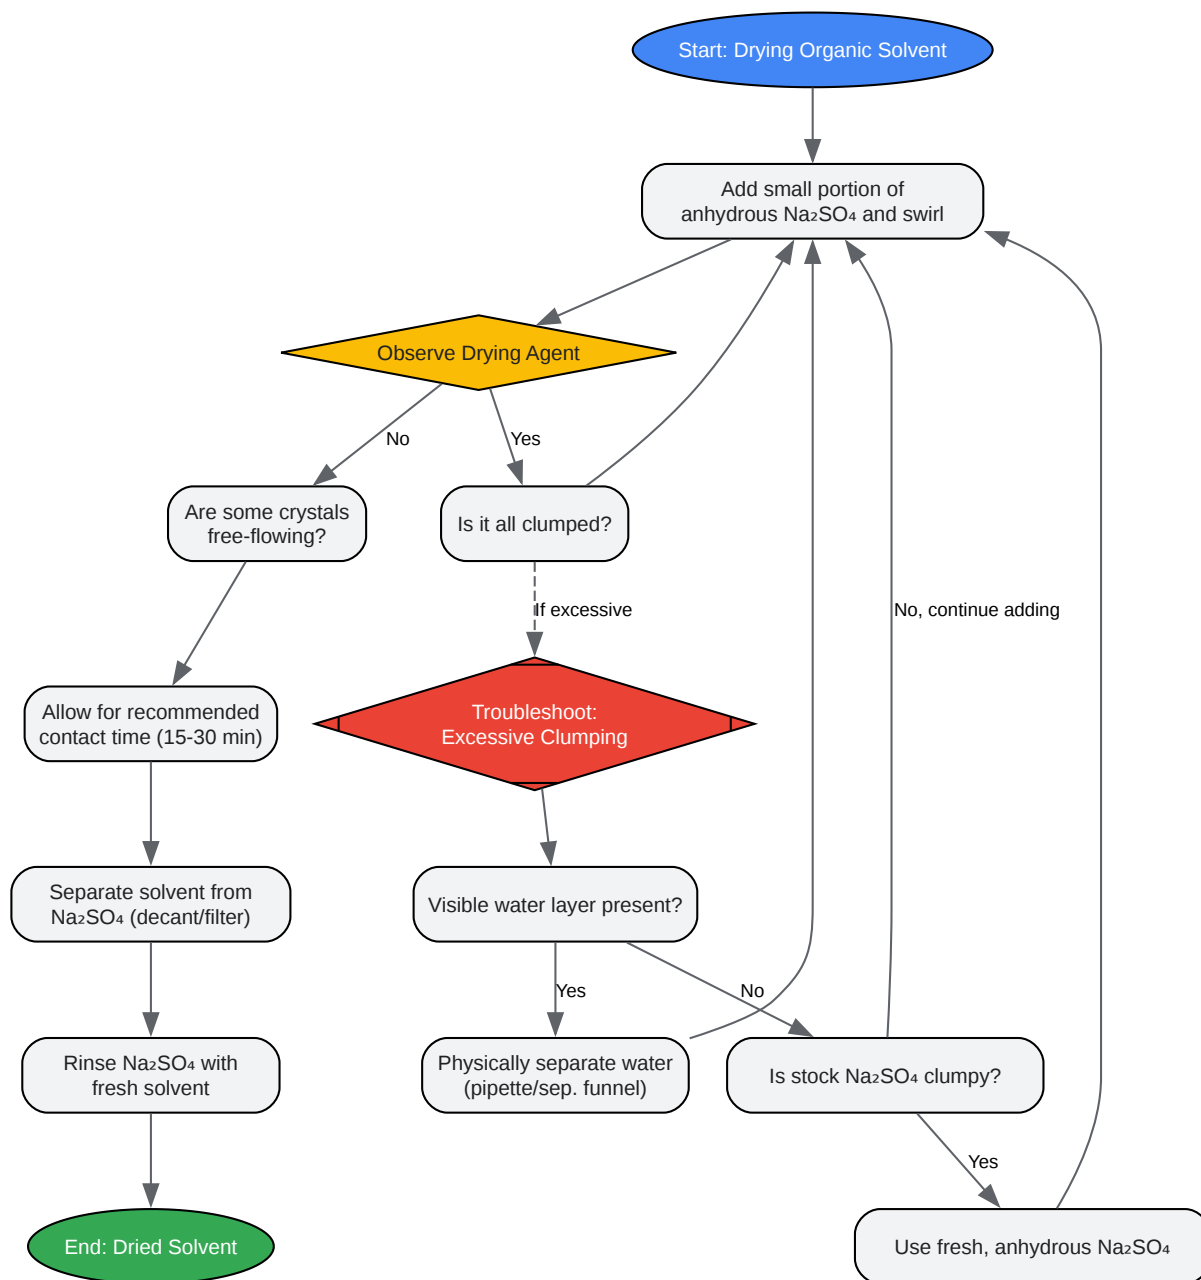 Start: Drying Organic Solvent
Add small portion of
anhydrous Na₂SO₄ and swirl
Observe Drying Agent
No
Yes
Are some crystals
free-flowing?
Is it all clumped?
If excessive
No, continue adding
Allow for recommended
contact time (15-30 min)
Troubleshoot:
Excessive Clumping
Separate solvent from
Na₂SO₄ (decant/filter)
Visible water layer present?
Yes
No
Rinse Na₂SO₄ with
fresh solvent
Physically separate water
(pipette/sep. funnel)
Is stock Na₂SO₄ clumpy?
Yes
End: Dried Solvent
Use fresh, anhydrous Na₂SO₄